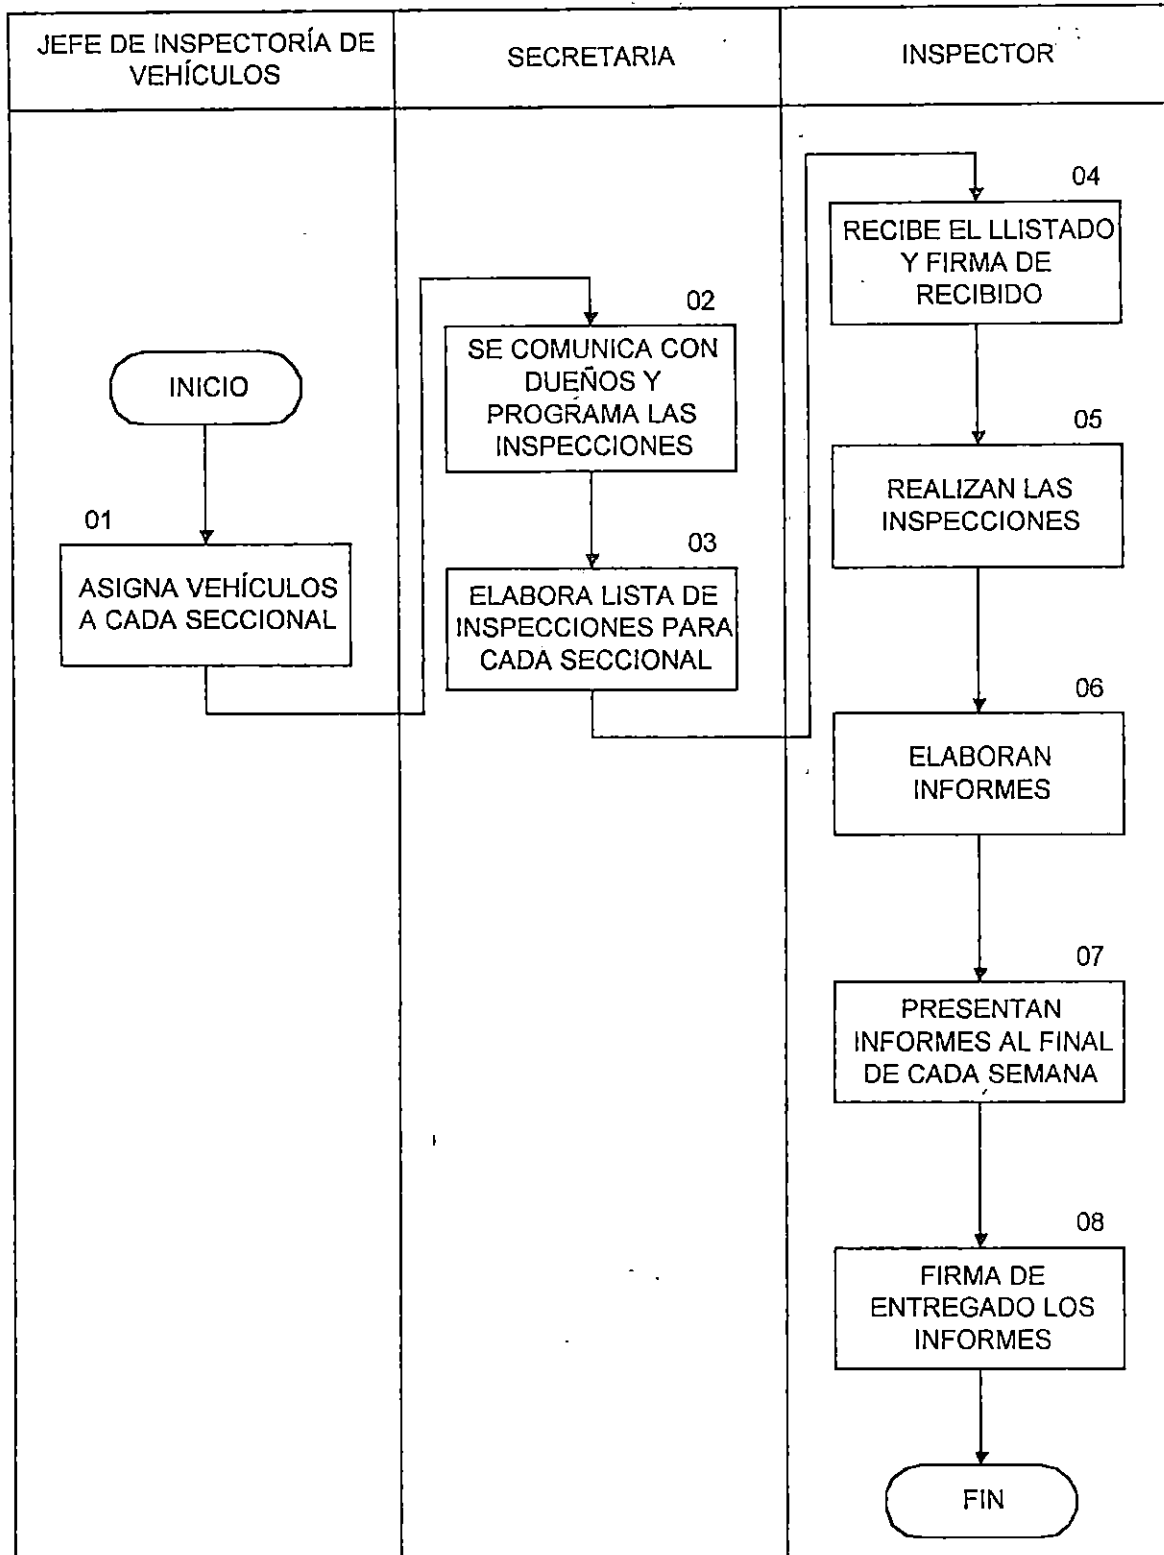 JEFE DE INSPECTORÍA DE
VEHÍCULOS
SECRETARIA
INSPECTOR
INICIO
01
ASIGNA VEHÍCULOS
A CADA SECCIONAL
02
SE COMUNICA CON
DUEÑOS Y
PROGRAMA LAS
INSPECCIONES
03
ELABORA LISTA DE
INSPECCIONES PARA
CADA SECCIONAL
04
RECIBE EL LLISTADO
Y FIRMA DE
RECIBIDO
05
REALIZAN LAS
INSPECCIONES
06
ELABORAN
INFORMES
07
PRESENTAN
INFORMES AL FINAL
DE CADA SEMANA
08
FIRMA DE
ENTREGADO LOS
INFORMES
FIN